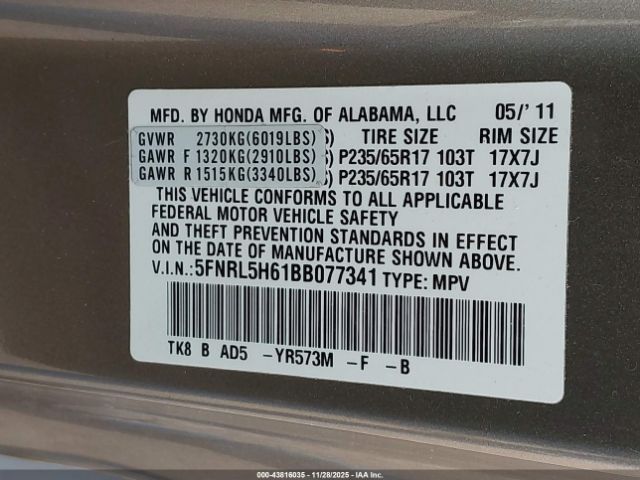 MFD. BY HONDA MFG. OF ALABAMA, LLC 05/' 11
GVWR 2730KG(6019LBS) TIRE SIZE RIM SIZE
GAWR F 1320KG(2910LBS) P235/65R17 103T 17X7J
GAWR R 1515KG(3340LBS) P235/65R17 103T 17X7J
THIS VEHICLE CONFORMS TO ALL APPLICABLE
FEDERAL MOTOR VEHICLE SAFETY
AND THEFT PREVENTION STANDARDS IN EFFECT
ON THE DATE OF MANUFACTURE SHOWN ABOVE.
V.I.N.:5FNRL5H61BB077341 TYPE: MPV
TK8 B AD5 -YR573M -F -B
000-43816035 - 11/28/2025 - IAA Inc.